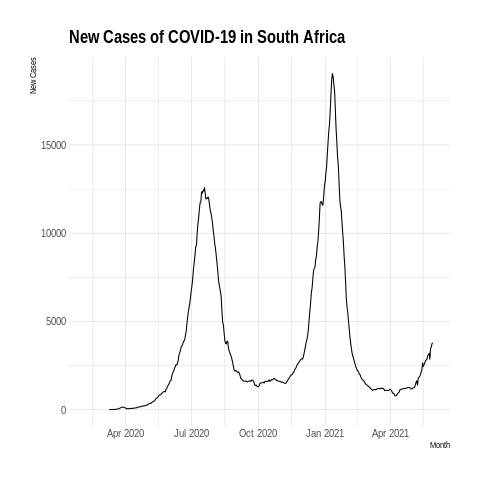 New Cases of COVID-19 in South Africa
New Cases
15000
10000
5000
0
Apr 2020 Jul 2020 Oct 2020 Jan 2021 Apr 2021
Month